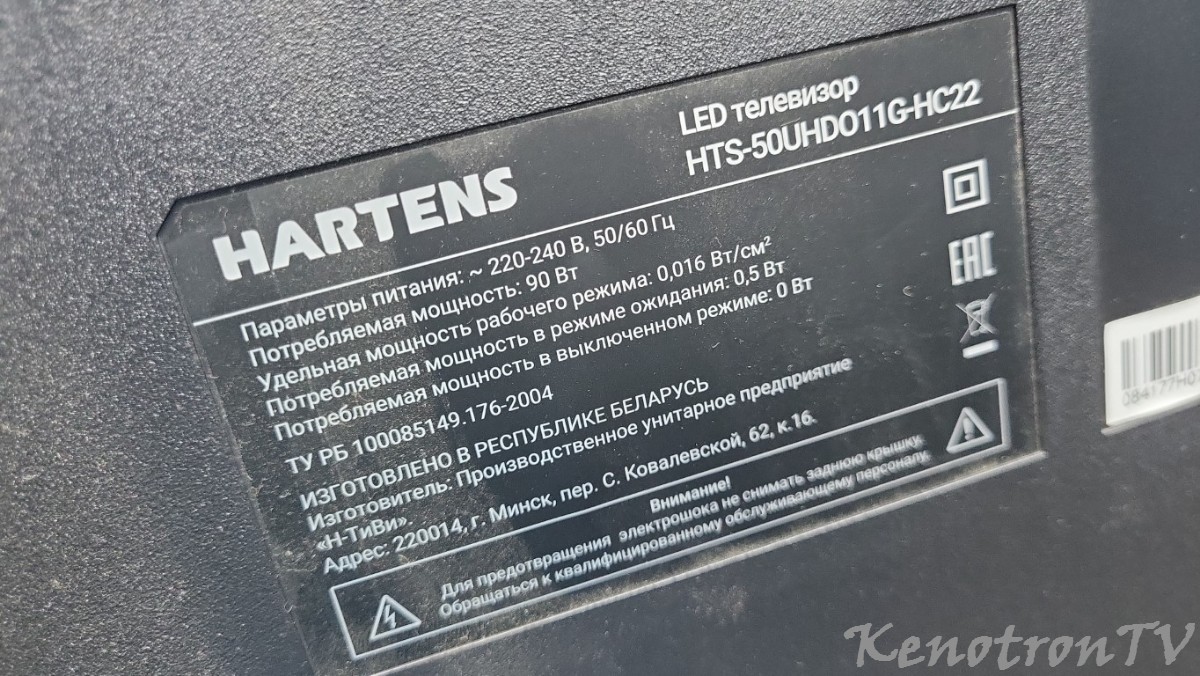 LED телевизор
HTS-50UHDO11G-HC22
HARTENS
Параметры питания: ~ 220-240 В, 50/60 Гц
Потребляемая мощность: 90 Вт
Удельная мощность рабочего режима: 0,016 Вт/см²
Потребляемая мощность в режиме ожидания: 0,5 Вт
Потребляемая мощность в выключенном режиме: 0 Вт
ТУ РБ 100085149.176-2004
ИЗГОТОВЛЕНО В РЕСПУБЛИКЕ БЕЛАРУСЬ
Изготовитель: Производственное унитарное предприятие
«Н-ТиВи».
Адрес: 220014, г. Минск, пер. С. Ковалевской, 62, к.16.
Внимание!
Для предотвращения электрошока не снимать заднюю крышку.
Обращаться к квалифицированному обслуживающему персоналу.
EAC
KenotronTV